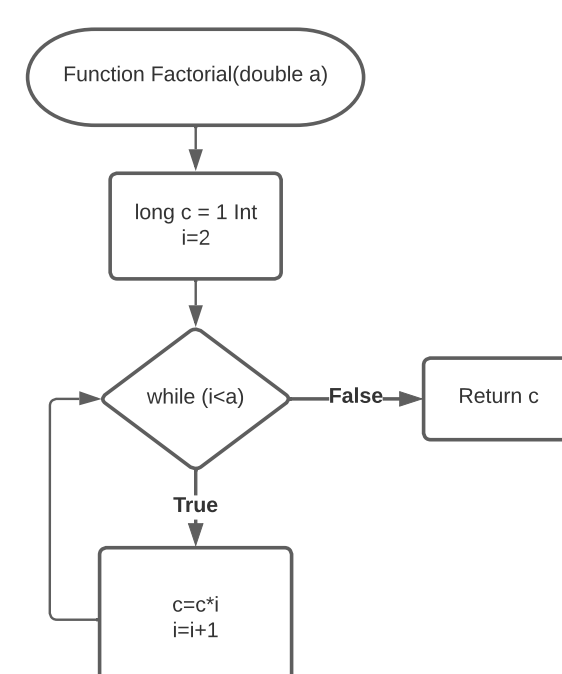 Function Factorial(double a)
long c = 1 Int
i=2
while (i<a)
False
Return c
True
c=c*i
i=i+1